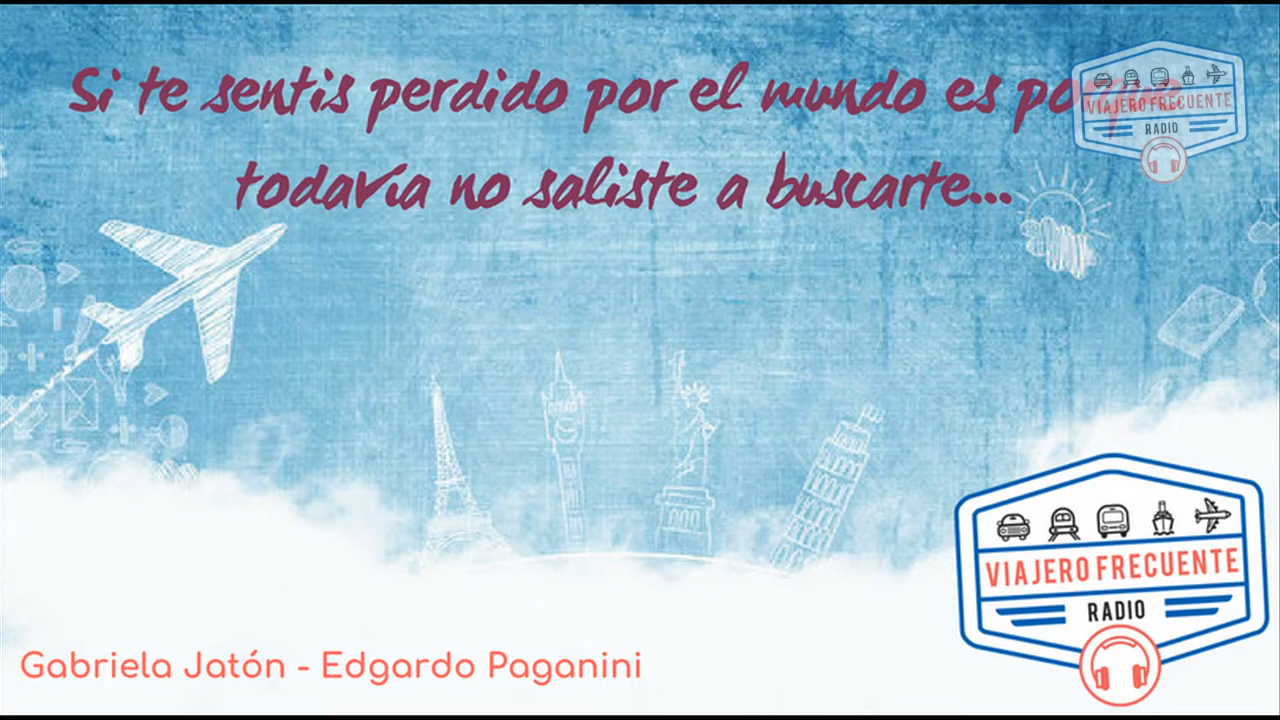 Si te sentis perdido por el mundo es porque
todavía no saliste a buscarte...
VIAJERO FRECUENTE
RADIO
VIAJERO FRECUENTE
RADIO
Gabriela Jatón - Edgardo Paganini